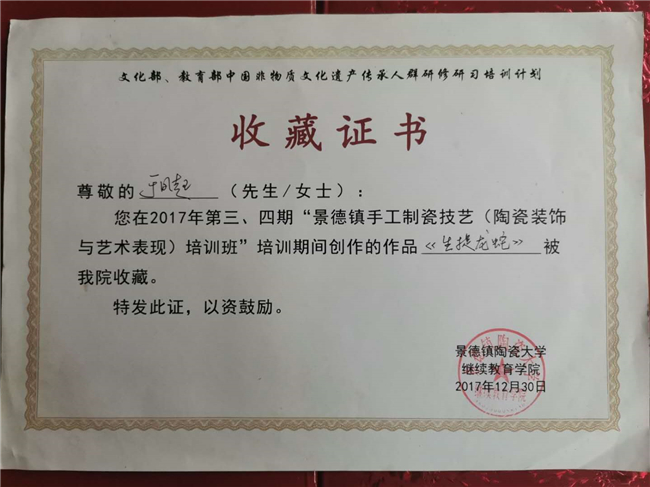 文化部、教育部中国非物质文化遗产传承人群研修研习培训计划
收藏证书
尊敬的（先生/女士）：
您在2017年第三、四期“景德镇手工制瓷技艺（陶瓷装饰
与艺术表现）培训班”培训期间创作的作品《生提龙蛇》被
我院收藏。
特发此证，以资鼓励。
景德镇陶瓷大学
继续教育学院
2017年12月30日
继续教育学院